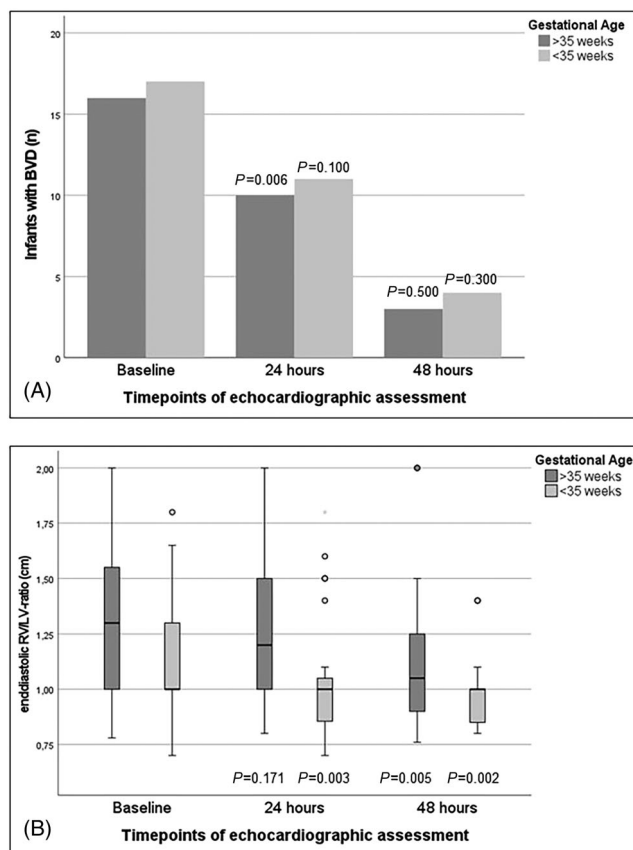 Gestational Age
>35 weeks
<35 weeks
20
15
10
5
0
Infants with BVD (n)
P=0.006
P=0.100
P=0.500
P=0.300
Baseline
24 hours
48 hours
Timepoints of echocardiographic assessment
(A)
Gestational Age
>35 weeks
<35 weeks
2,00
1,75
1,50
1,25
1,00
0,75
enddiastolic RV/LV-ratio (cm)
P=0.171
P=0.003
P=0.005
P=0.002
Baseline
24 hours
48 hours
Timepoints of echocardiographic assessment
(B)